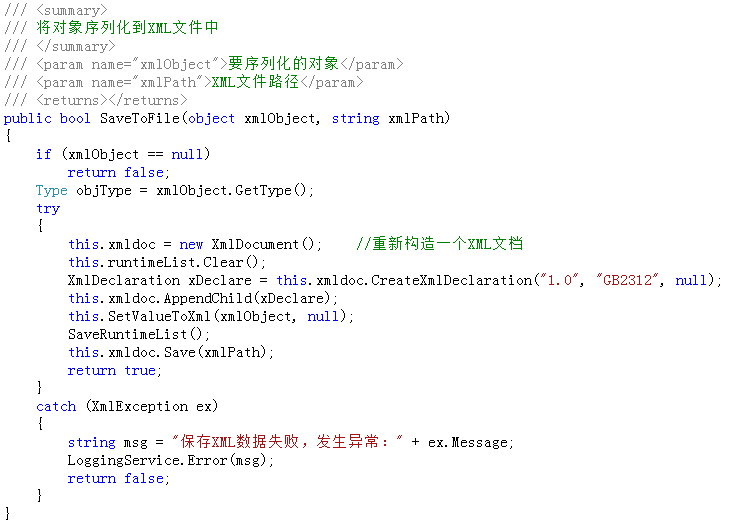 /// <summary>
/// 将对象序列化到XML文件中
/// </summary>
/// <param name="xmlObject">要序列化的对象</param>
/// <param name="xmlPath">XML文件路径</param>
/// <returns></returns>
public bool SaveToFile(object xmlObject, string xmlPath)
{
    if (xmlObject == null)
        return false;
    Type objType = xmlObject.GetType();
    try
    {
        this.xmldoc = new XmlDocument();    //重新构造一个XML文档
        this.runtimeList.Clear();
        XmlDeclaration xDeclare = this.xmldoc.CreateXmlDeclaration("1.0", "GB2312", null);
        this.xmldoc.AppendChild(xDeclare);
        this.SetValueToXml(xmlObject, null);
        SaveRuntimeList();
        this.xmldoc.Save(xmlPath);
        return true;
    }
    catch (XmlException ex)
    {
        string msg = "保存XML数据失败，发生异常：" + ex.Message;
        LoggingService.Error(msg);
        return false;
    }
}